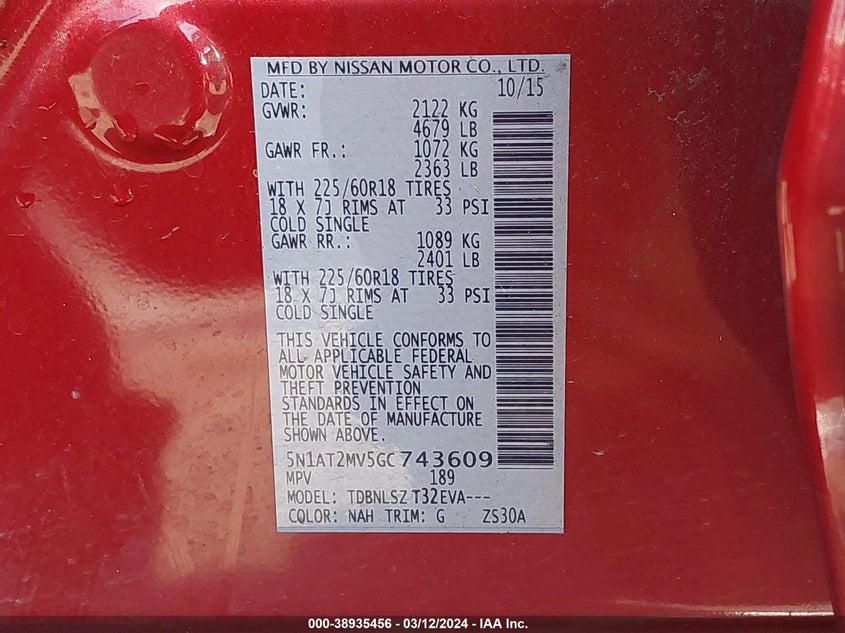 MFD BY NISSAN MOTOR CO., LTD.
DATE: 10/15
GVWR: 2122 KG
4679 LB
GAWR FR.: 1072 KG
2363 LB
WITH 225/60R18 TIRES
18 X 7J RIMS AT 33 PSI
COLD SINGLE
GAWR RR.: 1089 KG
2401 LB
WITH 225/60R18 TIRES
18 X 7J RIMS AT 33 PSI
COLD SINGLE
THIS VEHICLE CONFORMS TO
ALL APPLICABLE FEDERAL
MOTOR VEHICLE SAFETY AND
THEFT PREVENTION
STANDARDS IN EFFECT ON
THE DATE OF MANUFACTURE
SHOWN ABOVE.
5N1AT2MV5GC743609
MPV 189
MODEL: TDBNLSZ T32EVA---
COLOR: NAH TRIM: G ZS30A
000-38935456 - 03/12/2024 - IAA Inc.